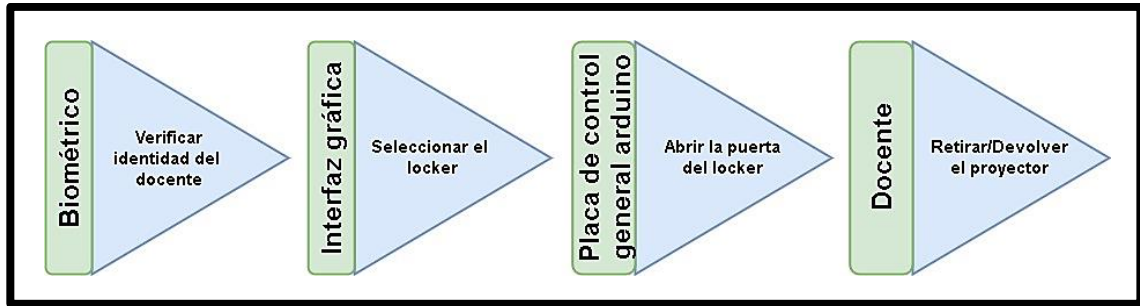 Biométrico
Verificar
identidad del
docente
Interfaz gráfica
Seleccionar el
locker
Placa de control
general arduino
Abrir la puerta
del locker
Docente
Retirar/Devolver
el proyector